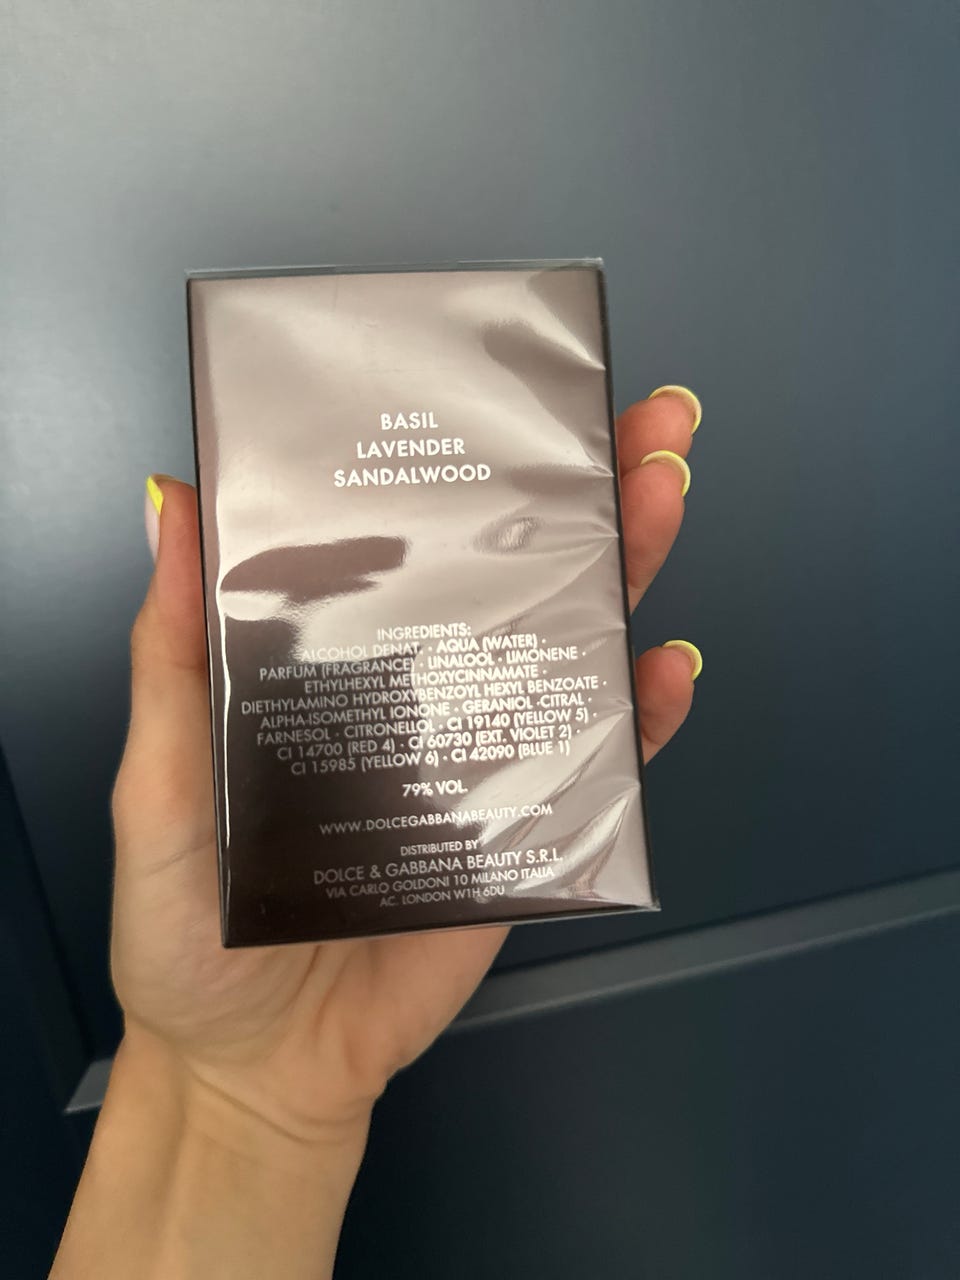 BASIL
LAVENDER
SANDALWOOD
INGREDIENTS:
ALCOHOL DENAT. · AQUA (WATER) ·
PARFUM (FRAGRANCE) · LINALOOL · LIMONENE ·
ETHYLHEXYL METHOXYCINNAMATE ·
DIETHYLAMINO HYDROXYBENZOYL HEXYL BENZOATE ·
ALPHA-ISOMETHYL IONONE · GERANIOL ·CITRAL ·
FARNESOL · CITRONELLOL · CI 19140 (YELLOW 5) ·
CI 14700 (RED 4) · CI 60730 (EXT. VIOLET 2) ·
CI 15985 (YELLOW 6) · CI 42090 (BLUE 1)
79% VOL.
WWW.DOLCEGABBANABEAUTY.COM
DISTRIBUTED BY
DOLCE & GABBANA BEAUTY S.R.L.
VIA CARLO GOLDONI 10 MILANO ITALIA
AC. LONDON W1H 6DU